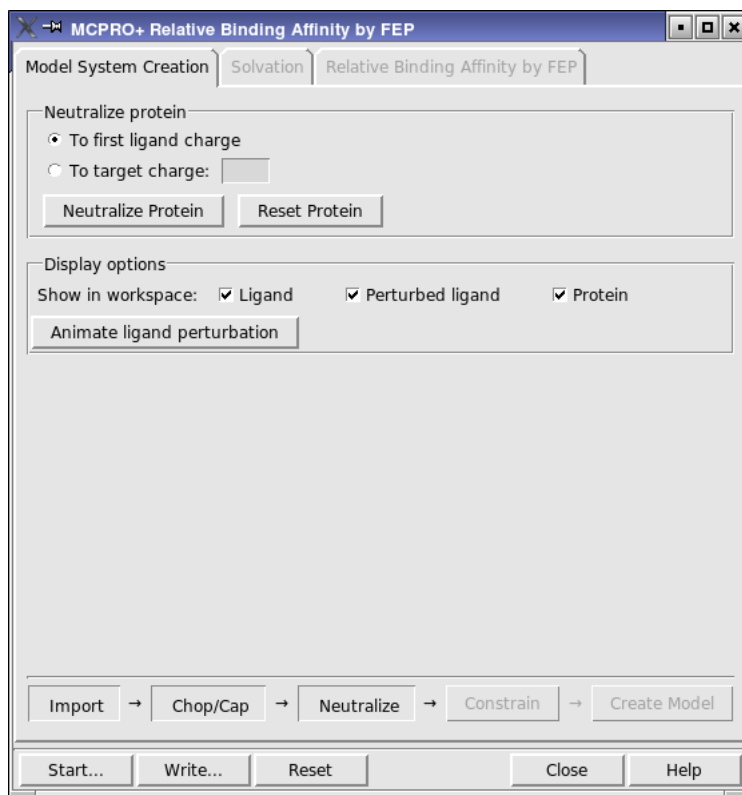 MCPRO+ Relative Binding Affinity by FEP
Model System Creation Solvation Relative Binding Affinity by FEP
Neutralize protein
To first ligand charge
To target charge:
Neutralize Protein Reset Protein
Display options
Show in workspace: Ligand Perturbed ligand Protein
Animate ligand perturbation
Import → Chop/Cap → Neutralize → Constrain → Create Model
Start... Write... Reset Close Help